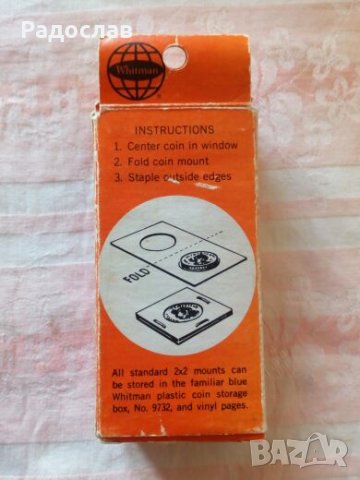 Радослав
Whitman
INSTRUCTIONS
1. Center coin in window
2. Fold coin mount
3. Staple outside edges
FOLD
All standard 2x2 mounts can
be stored in the familiar blue
Whitman plastic coin storage
box, No. 9732, and vinyl pages.
BAZAR